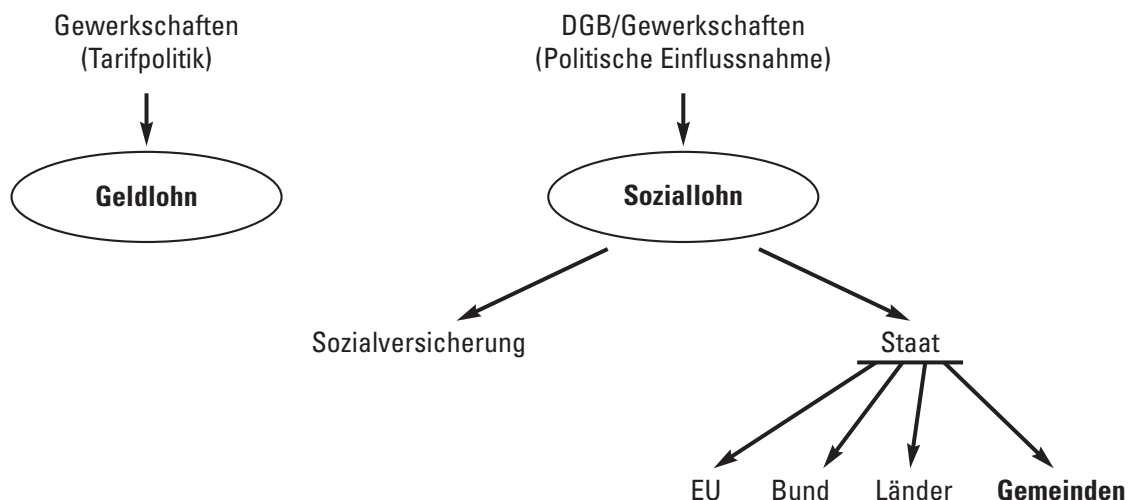 Gewerkschaften
(Tarifpolitik)
DGB/Gewerkschaften
(Politische Einflussnahme)
Geldlohn
Soziallohn
Sozialversicherung
Staat
EU
Bund
Länder
Gemeinden